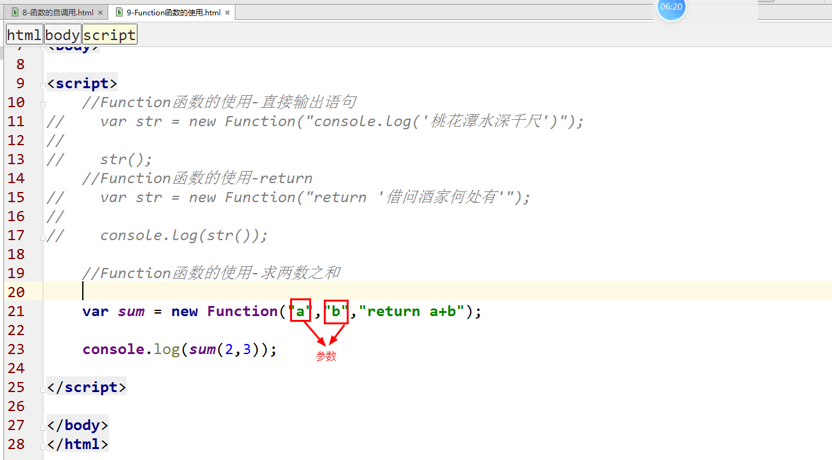 8-函数的自调用.html × 9-Function函数的使用.html × 06:20
html body script
7 <body>
8
9 <script>
10 //Function函数的使用-直接输出语句
11 // var str = new Function("console.log('桃花潭水深千尺')");
12 //
13 // str();
14 //Function函数的使用-return
15 // var str = new Function("return '借问酒家何处有'");
16 //
17 // console.log(str());
18
19 //Function函数的使用-求两数之和
20
21 var sum = new Function("a","b","return a+b");
22
23 console.log(sum(2,3));
参数
24
25 </script>
26
27 </body>
28 </html>